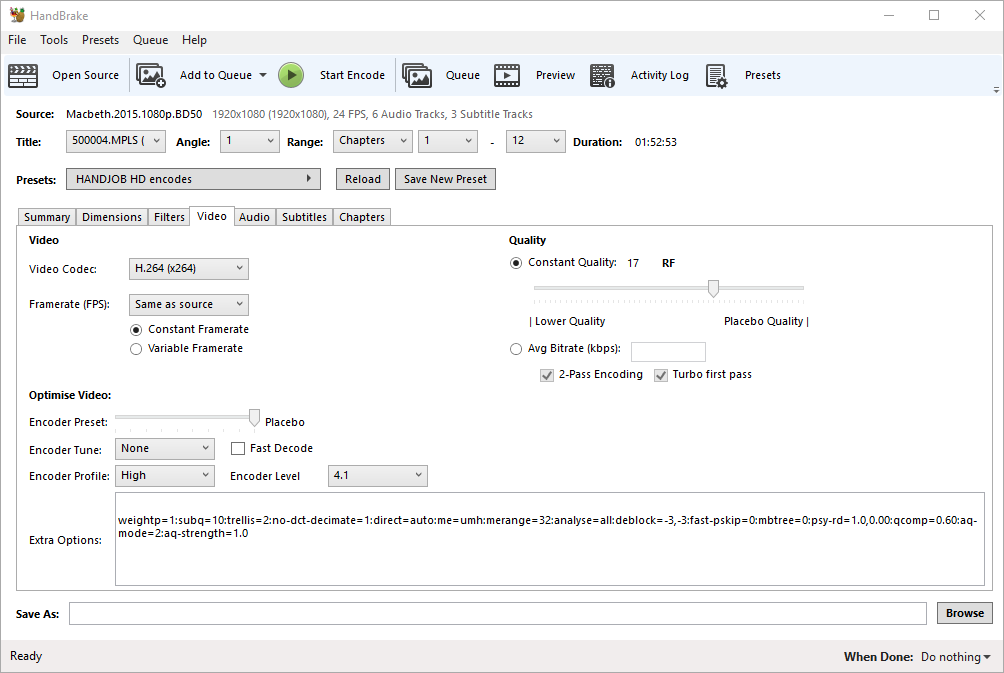 HandBrake
File Tools Presets Queue Help
Open Source Add to Queue Start Encode Queue Preview Activity Log Presets
Source: Macbeth.2015.1080p.BD50 1920x1080 (1920x1080), 24 FPS, 6 Audio Tracks, 3 Subtitle Tracks
Title: 500004.MPLS ( Angle: 1 Range: Chapters 1 - 12 Duration: 01:52:53
Presets: HANDJOB HD encodes Reload Save New Preset
Summary Dimensions Filters Video Audio Subtitles Chapters
Video Quality
Video Codec: H.264 (x264) Constant Quality: 17 RF
Framerate (FPS): Same as source
| Lower Quality Placebo Quality |
Constant Framerate
Variable Framerate Avg Bitrate (kbps):
2-Pass Encoding Turbo first pass
Optimise Video:
Encoder Preset: Placebo
Encoder Tune: None Fast Decode
Encoder Profile: High Encoder Level 4.1
Extra Options: weightp=1:subq=10:trellis=2:no-dct-decimate=1:direct=auto:me=umh:merange=32:analyse=all:deblock=-3,-3:fast-pskip=0:mbtree=0:psy-rd=1.0,0.00:qcomp=0.60:aq-
mode=2:aq-strength=1.0
Save As: Browse
Ready When Done: Do nothing